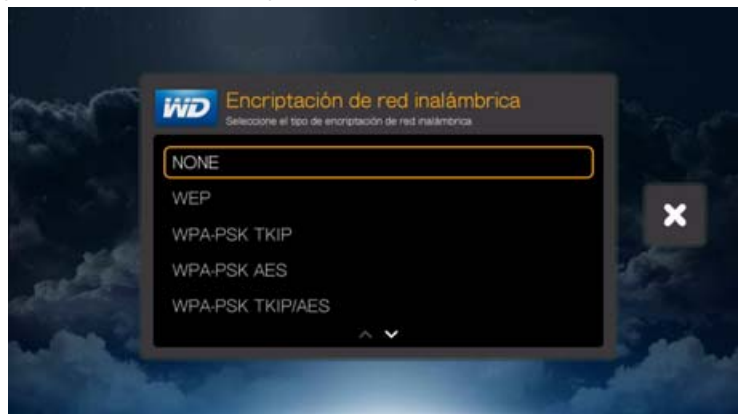 WD
Encriptación de red inalámbrica
Seleccione el tipo de encriptación de red inalámbrica.
NONE
WEP
WPA-PSK TKIP
WPA-PSK AES
WPA-PSK TKIP/AES